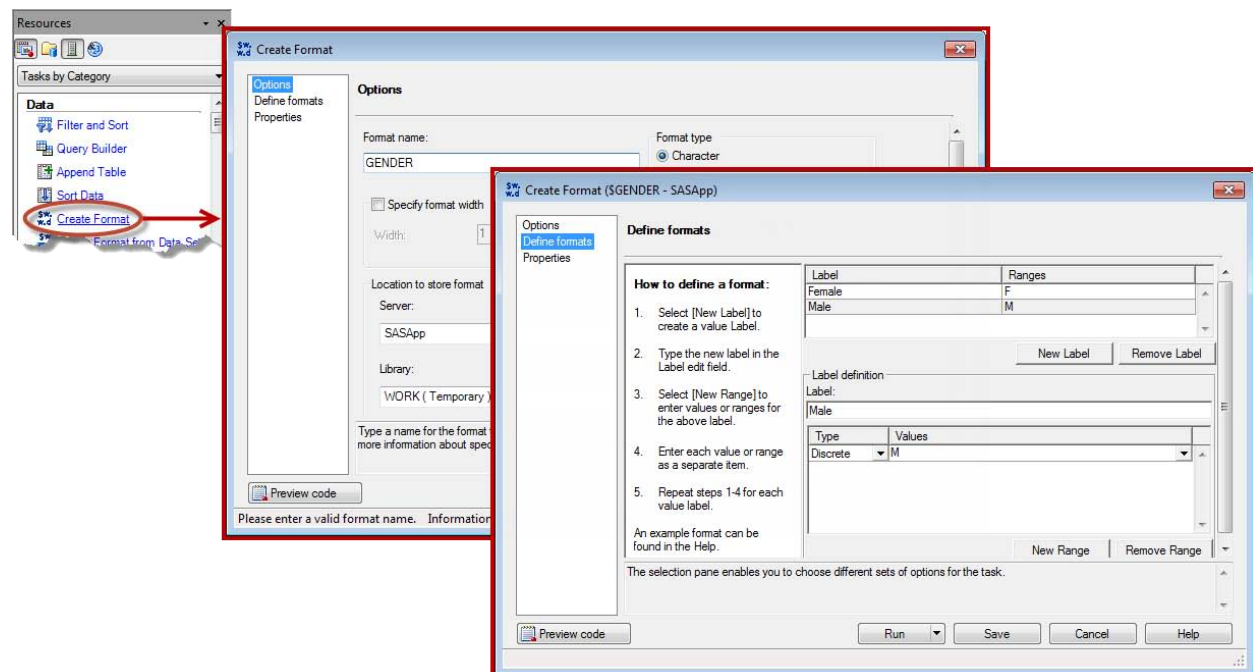 Resources
Tasks by Category
Data
Filter and Sort
Query Builder
Append Table
Sort Data
Create Format
Format from Data Se
Create Format
Options
Define formats
Properties
Options
Format name:
GENDER
Format type
Character
Specify format width
Width:
1
Location to store format
Server:
SASApp
Library:
WORK ( Temporary )
Type a name for the format
more information about spec
Preview code
Please enter a valid format name. Information
Create Format ($GENDER - SASApp)
Options
Define formats
Properties
Define formats
How to define a format:
1. Select [New Label] to
create a value Label.
2. Type the new label in the
Label edit field.
3. Select [New Range] to
enter values or ranges for
the above label.
4. Enter each value or range
as a separate item.
5. Repeat steps 1-4 for each
value label.
An example format can be
found in the Help.
Label Ranges
Female F
Male M
New Label Remove Label
Label definition
Label:
Male
Type Values
Discrete M
New Range Remove Range
The selection pane enables you to choose different sets of options for the task.
Preview code Run Save Cancel Help